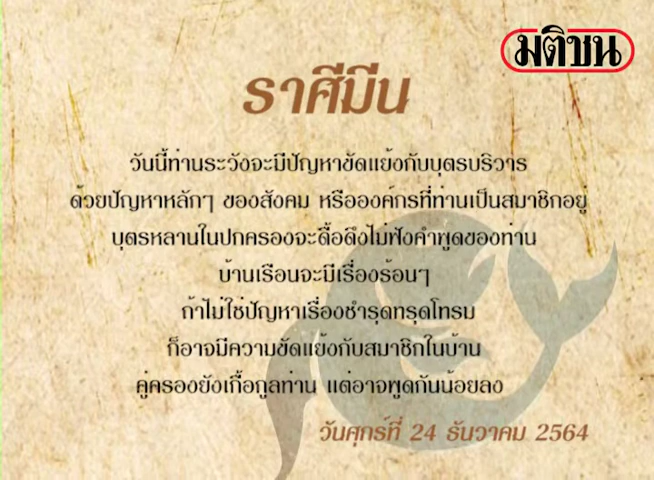 มติชน
ราศีมีน
วันนี้ท่านระวังจะมีปัญหาขัดแย้งกับบุตรบริวาร
ด้วยปัญหาหลักๆ ของสังคม หรือองค์กรที่ท่านเป็นสมาชิกอยู่
บุตรหลานในปกครองจะดื้อดึงไม่ฟังคำพูดของท่าน
บ้านเรือนจะมีเรื่องร้อนๆ
ถ้าไม่ใช่ปัญหาเรื่องชำรุดทรุดโทรม
ก็อาจมีความขัดแย้งกับสมาชิกในบ้าน
คู่ครองยังเกื้อกูลท่าน แต่อาจพูดกันน้อยลง
วันศุกร์ที่ 24 ธันวาคม 2564